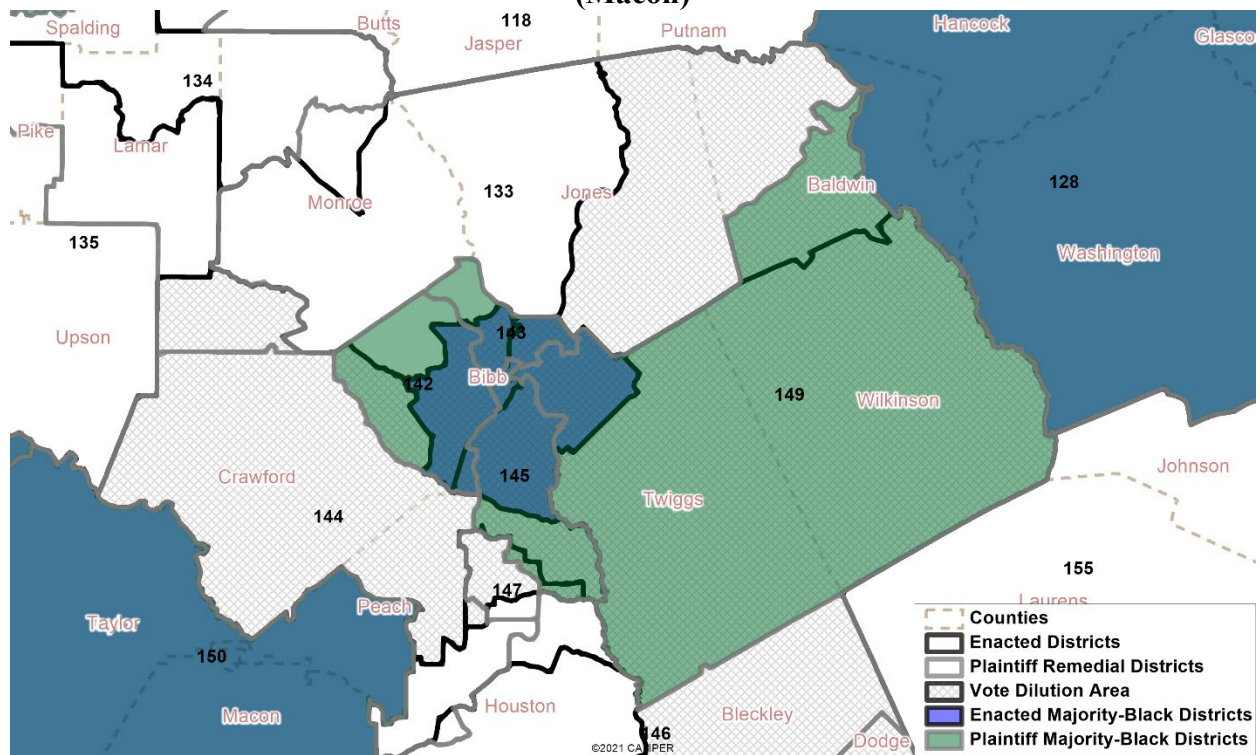 (Macon)
Spalding
Butts
118
Jasper
Putnam
Hancock
Glasco
134
Pike
Lamar
Monroe
133
Jones
Baldwin
128
Washington
135
Upson
143
142
Bibb
149
Wilkinson
Johnson
145
Crawford
144
Twiggs
155
Laurens
Taylor
Peach
147
150
Macon
Houston
146
Bleckley
Dodge
Counties
Enacted Districts
Plaintiff Remedial Districts
Vote Dilution Area
Enacted Majority-Black Districts
Plaintiff Majority-Black Districts
©2021 CALIPER